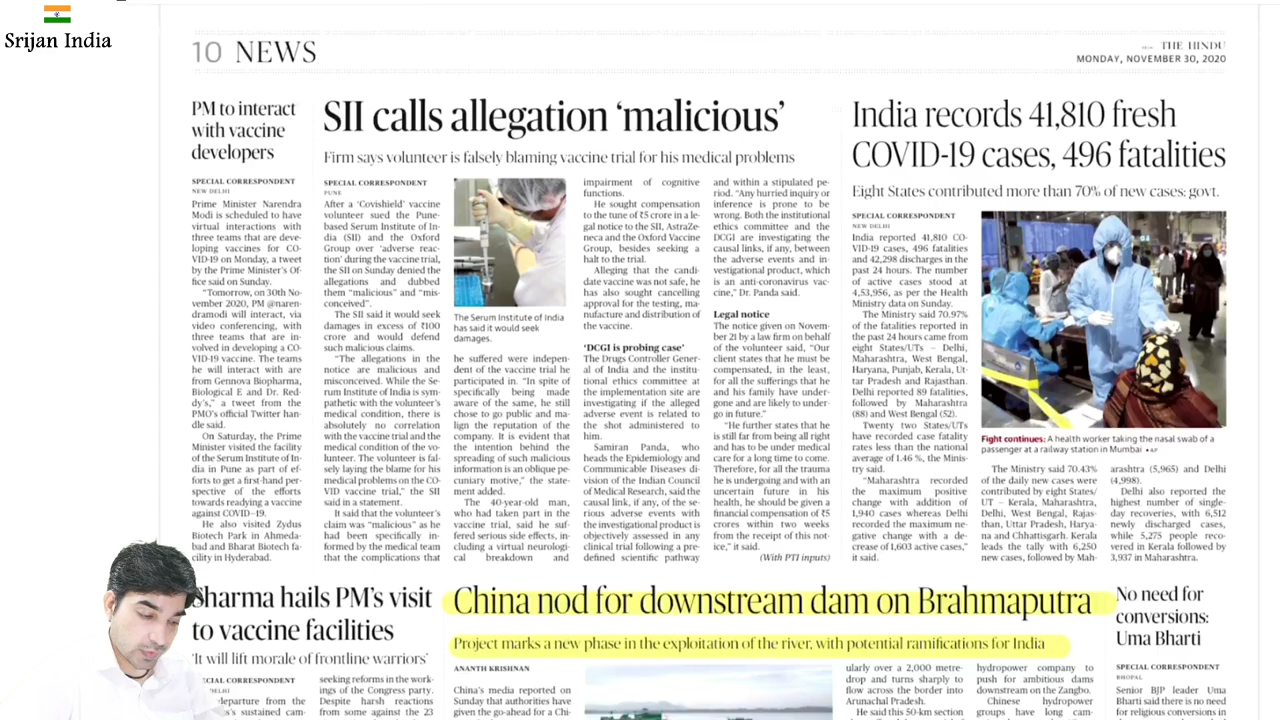 Srijan India
10 NEWS
THE HINDU
MONDAY, NOVEMBER 30, 2020
PM to interact
with vaccine
developers
SPECIAL CORRESPONDENT
NEW DELHI
Prime Minister Narendra
Modi is scheduled to have
virtual interactions with
three teams that are deve-
loping vaccines for CO-
VID-19 on Monday, a tweet
by the Prime Minister's Of-
fice said on Sunday.
"Tomorrow, on 30th No-
vember 2020, PM @naren-
dramodi will interact, via
video conferencing, with
three teams that are in-
volved in developing a CO-
VID-19 vaccine. The teams
he will interact with are
from Gennova Biopharma,
Biological E and Dr. Red-
dy's," a tweet from the
PMO's official Twitter han-
dle said.
On Saturday, the Prime
Minister visited the facility
of the Serum Institute of In-
dia in Pune as part of ef-
forts to get a first-hand per-
spective of the efforts
towards readying a vaccine
against COVID-19.
He also visited Zydus
Biotech Park in Ahmeda-
bad and Bharat Biotech fa-
cility in Hyderabad.
SII calls allegation 'malicious'
Firm says volunteer is falsely blaming vaccine trial for his medical problems
SPECIAL CORRESPONDENT
PUNE
After a 'Covishield' vaccine
volunteer sued the Pune-
based Serum Institute of In-
dia (SII) and the Oxford
Group over 'adverse reac-
tion' during the vaccine trial,
the SII on Sunday denied the
allegations and dubbed
them "malicious" and "mis-
conceived".
The SII said it would seek
damages in excess of ₹100
crore and would defend
such malicious claims.
"The allegations in the
notice are malicious and
misconceived. While the Se-
rum Institute of India is sym-
pathetic with the volunteer's
medical condition, there is
absolutely no correlation
with the vaccine trial and the
medical condition of the vo-
lunteer. The volunteer is fal-
sely laying the blame for his
medical problems on the CO-
VID vaccine trial," the SII
said in a statement.
It said that the volunteer's
claim was "malicious" as he
had been specifically in-
formed by the medical team
that the complications that
The Serum Institute of India
has said it would seek
damages.
he suffered were indepen-
dent of the vaccine trial he
participated in. "In spite of
specifically being made
aware of the same, he still
chose to go public and ma-
lign the reputation of the
company. It is evident that
the intention behind the
spreading of such malicious
information is an oblique pe-
cuniary motive," the state-
ment added.
The 40-year-old man,
who had taken part in the
vaccine trial, said he suf-
fered serious side effects, in-
cluding a virtual neurologi-
cal breakdown and
impairment of cognitive
functions.
He sought compensation
to the tune of ₹5 crore in a le-
gal notice to the SII, AstraZe-
neca and the Oxford Vaccine
Group, besides seeking a
halt to the trial.
Alleging that the candi-
date vaccine was not safe, he
has also sought cancelling
approval for the testing, ma-
nufacture and distribution of
the vaccine.
'DCGI is probing case'
The Drugs Controller Gener-
al of India and the institu-
tional ethics committee at
the implementation site are
investigating if the alleged
adverse event is related to
the shot administered to
him.
Samiran Panda, who
heads the Epidemiology and
Communicable Diseases di-
vision of the Indian Council
of Medical Research, said the
causal link, if any, of the se-
rious adverse events with
the investigational product is
objectively assessed in any
clinical trial following a pre-
defined scientific pathway
and within a stipulated pe-
riod. "Any hurried inquiry or
inference is prone to be
wrong. Both the institutional
ethics committee and the
DCGI are investigating the
causal links, if any, between
the adverse events and in-
vestigational product, which
is an anti-coronavirus vac-
cine," Dr. Panda said.
Legal notice
The notice given on Novem-
ber 21 by a law firm on behalf
of the volunteer said, "Our
client states that he must be
compensated, in the least,
for all the sufferings that he
and his family have under-
gone and are likely to under-
go in future."
"He further states that he
is still far from being all right
and has to be under medical
care for a long time to come.
Therefore, for all the trauma
he is undergoing and with an
uncertain future in his
health, he should be given a
financial compensation of ₹5
crores within two weeks
from the receipt of this not-
ice," it said.
(With PTI inputs)
India records 41,810 fresh
COVID-19 cases, 496 fatalities
Eight States contributed more than 70% of new cases: govt.
SPECIAL CORRESPONDENT
NEW DELHI
India reported 41,810 CO-
VID-19 cases, 496 fatalities
and 42,298 discharges in the
past 24 hours. The number
of active cases stood at
4,53,956, as per the Health
Ministry data on Sunday.
The Ministry said 70.97%
of the fatalities reported in
the past 24 hours came from
eight States/UTs – Delhi,
Maharashtra, West Bengal,
Haryana, Punjab, Kerala, Ut-
tar Pradesh and Rajasthan.
Delhi reported 89 fatalities,
followed by Maharashtra
(88) and West Bengal (52).
Twenty two States/UTs
have recorded case fatality
rates less than the national
average of 1.46 %, the Minis-
try said.
"Maharashtra recorded
the maximum positive
change with addition of
1,940 cases whereas Delhi
recorded the maximum ne-
gative change with a de-
crease of 1,603 active cases,"
it said.
Fight continues: A health worker taking the nasal swab of a
passenger at a railway station in Mumbai • AP
The Ministry said 70.43%
of the daily new cases were
contributed by eight States/
UT – Kerala, Maharashtra,
Delhi, West Bengal, Rajas-
than, Uttar Pradesh, Harya-
na and Chhattisgarh. Kerala
leads the tally with 6,250
new cases, followed by Mah-
arashtra (5,965) and Delhi
(4,998).
Delhi also reported the
highest number of single-
day recoveries, with 6,512
newly discharged cases,
while 5,275 people reco-
vered in Kerala followed by
3,937 in Maharashtra.
Sharma hails PM's visit
to vaccine facilities
'It will lift morale of frontline warriors'
CORRESPONDENT
DELHI
departure from the
sustained cam-
seeking reforms in the work-
ings of the Congress party.
Despite harsh reactions
from some against the 23
China nod for downstream dam on Brahmaputra
Project marks a new phase in the exploitation of the river, with potential ramifications for India
ANANTH KRISHNAN
China's media reported on
Sunday that authorities have
given the go-ahead for a Chi-
ularly over a 2,000 metre-
drop and turns sharply to
flow across the border into
Arunachal Pradesh.
He said this 50-km section
hydropower company to
push for ambitious dams
downstream on the Zangbo.
Chinese hydropower
groups have long cam-
No need for
conversions:
Uma Bharti
SPECIAL CORRESPONDENT
BHOPAL
Senior BJP leader Uma
Bharti said there is no need
for religious conversions in